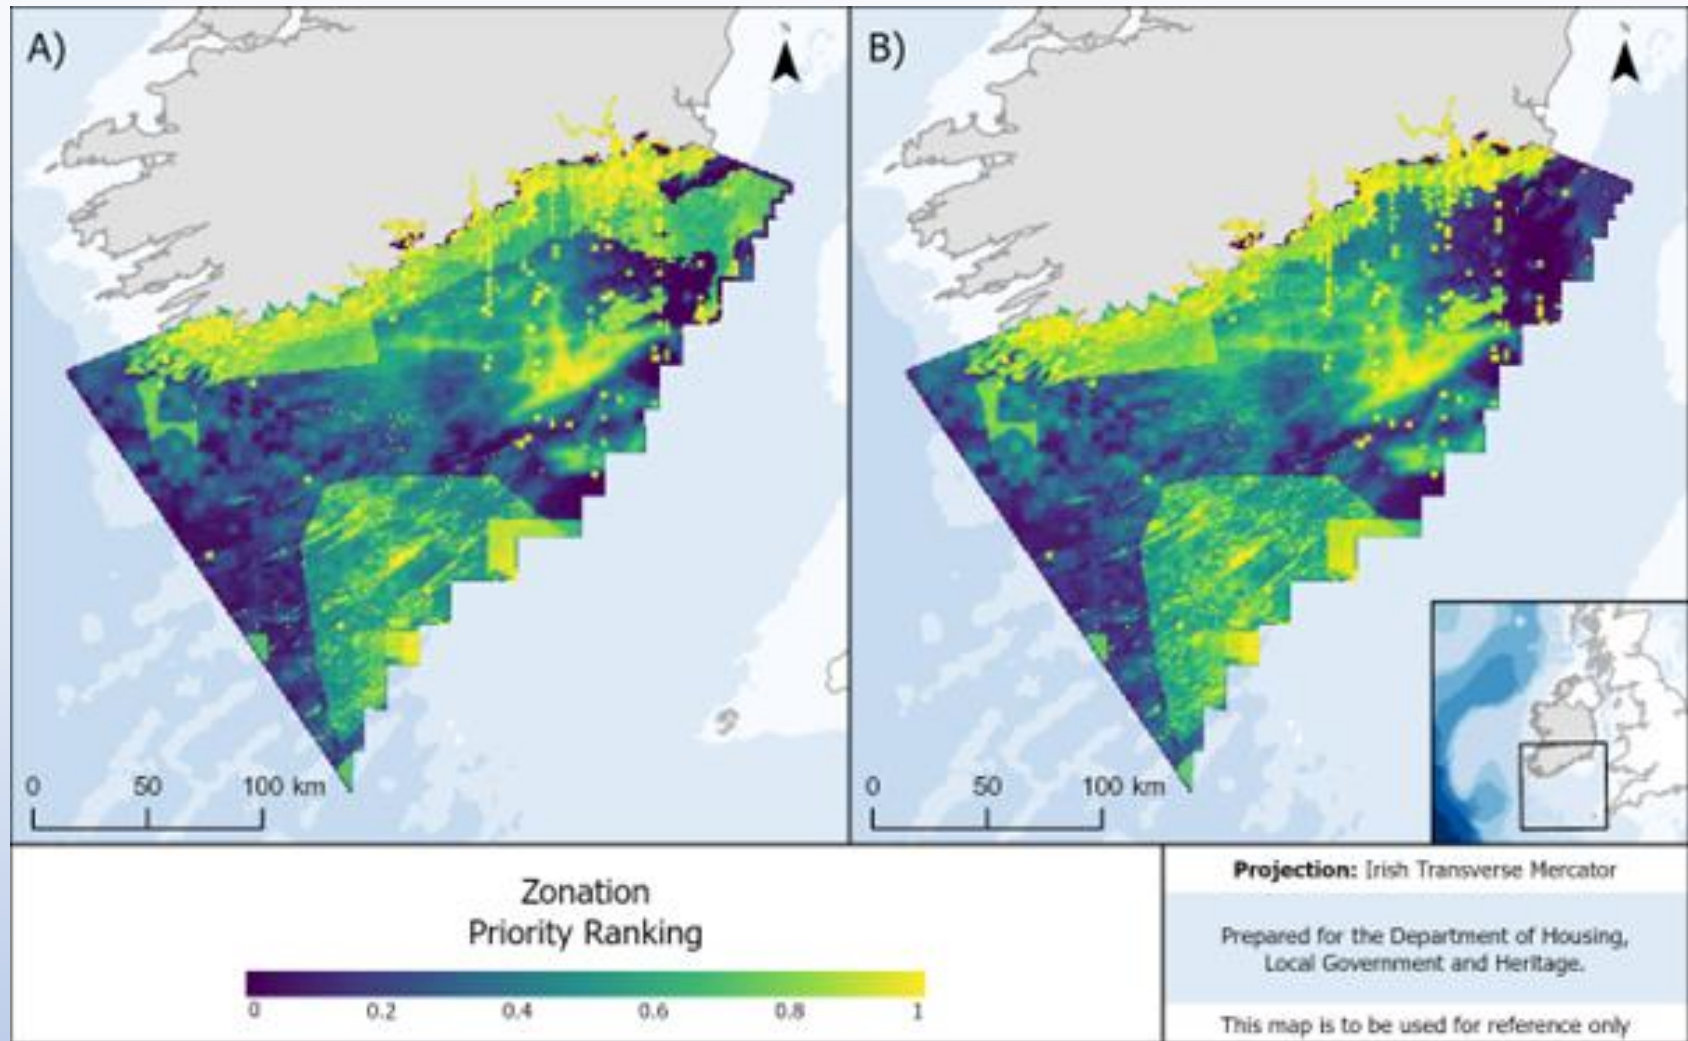 A)
B)
0 50 100 km
0 50 100 km
Zonation
Priority Ranking
0 0.2 0.4 0.6 0.8 1
Projection: Irish Transverse Mercator
Prepared for the Department of Housing,
Local Government and Heritage.
This map is to be used for reference only